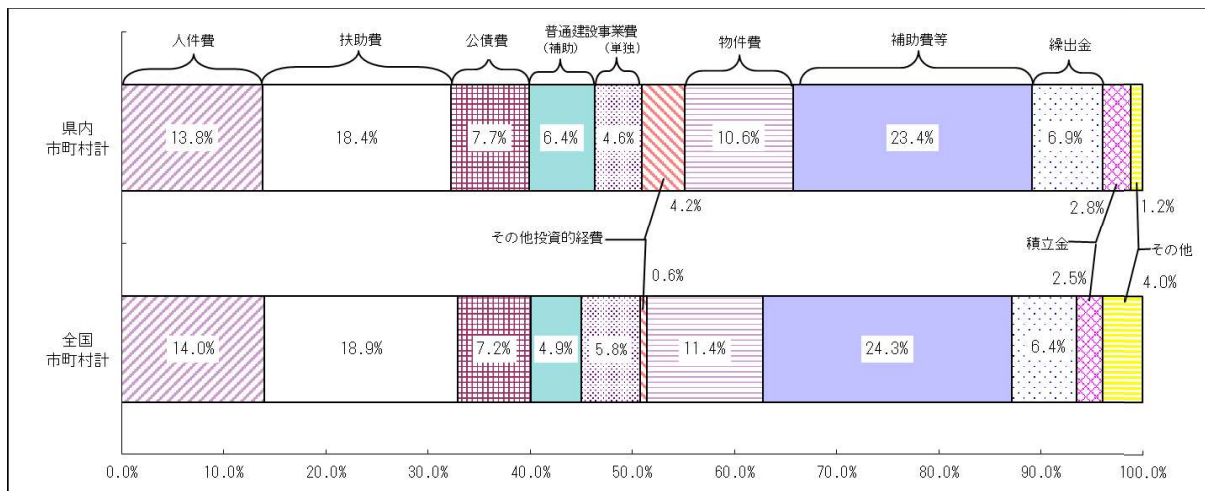 人件費 扶助費 公債費 普通建設事業費 物件費 補助費等 繰出金
（補助） （単独）
県内
市町村計
13.8% 18.4% 7.7% 6.4% 4.6% 10.6% 23.4% 6.9%
4.2% 2.8% 1.2%
その他投資的経費 積立金 その他
0.6% 2.5% 4.0%
全国
市町村計
14.0% 18.9% 7.2% 4.9% 5.8% 11.4% 24.3% 6.4%
0.0% 10.0% 20.0% 30.0% 40.0% 50.0% 60.0% 70.0% 80.0% 90.0% 100.0%